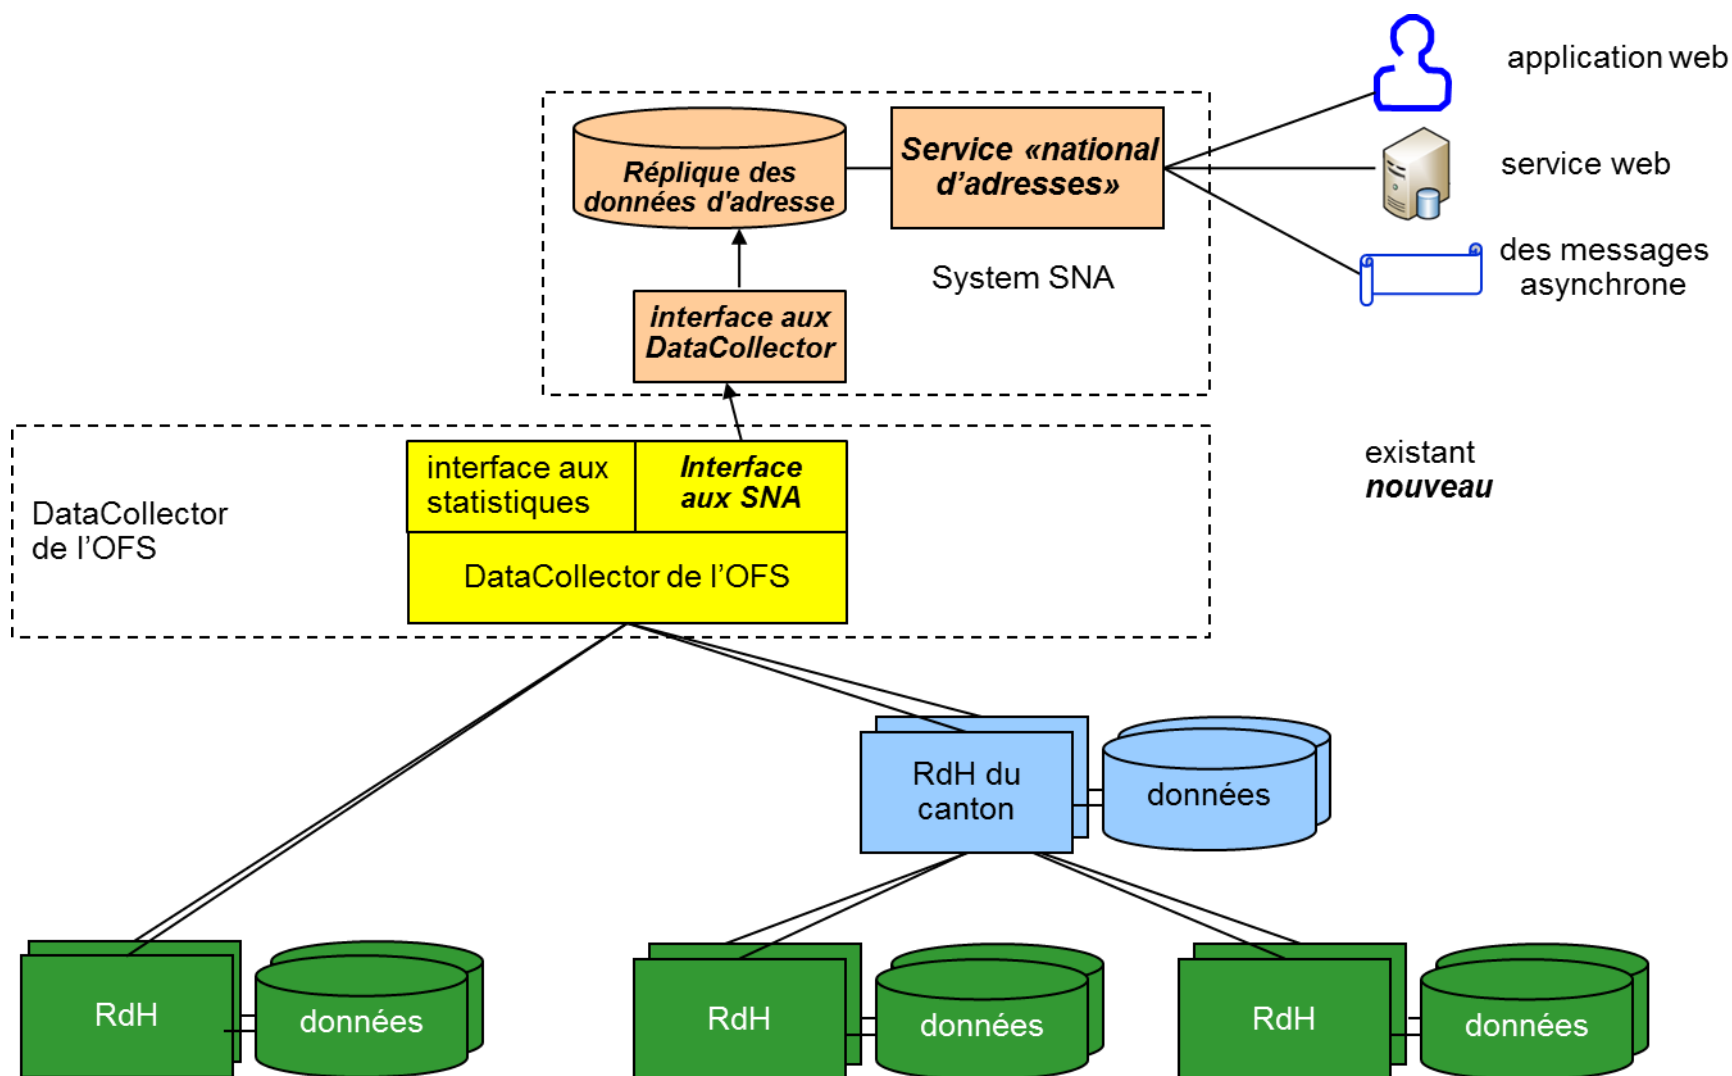 application web
Service «national
d’adresses»
Réplique des
données d'adresse
service web
des messages
asynchrone
System SNA
interface aux
DataCollector
existant
nouveau
interface aux
statistiques
Interface
aux SNA
DataCollector
de l’OFS
DataCollector de l’OFS
RdH du
canton
données
RdH
données
RdH
données
RdH
données